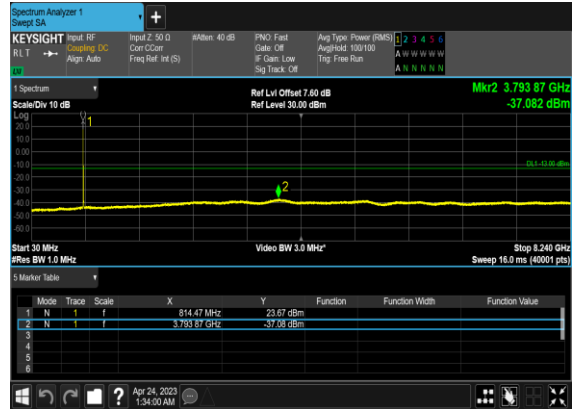 Spectrum Analyzer 1
Swept SA
+
KEYSIGHT Input: RF Input Z: 50 Ω #Atten: 40 dB PNO: Fast Avg Type: Power (RMS) 1 2 3 4 5 6
RLT Coupling: DC Corr CCorr Gate: Off Avg|Hold: 100/100 A W W W W W
Align: Auto Freq Ref: Int (S) IF Gain: Low Trig: Free Run
Sig Track: Off A N N N N N
1 Spectrum Ref Lvl Offset 7.60 dB Mkr2 3.793 87 GHz
Scale/Div 10 dB Ref Level 30.00 dBm -37.082 dBm
Log
1
20.0
10.0
0.00
-10.0
DL1 -13.00 dBm
-20.0
-30.0
2
-40.0
-50.0
-60.0
Start 30 MHz Video BW 3.0 MHz* Stop 8.240 GHz
#Res BW 1.0 MHz Sweep 16.0 ms (40001 pts)
5 Marker Table
Mode Trace Scale X Y Function Function Width Function Value
1 N 1 f 814.47 MHz 23.67 dBm
2 N 1 f 3.793 87 GHz -37.08 dBm
3
4
5
6
? Apr 24, 2023
1:34:00 AM